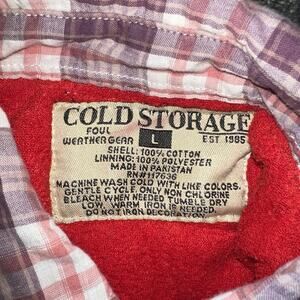 COLD STORAGE
FOUL
WEATHER GEAR
L
EST 1985
SHELL: 100% COTTON
LINNING: 100% POLYESTER
MADE IN PAKISTAN
RN#117636
MACHINE WASH COLD WITH LIKE COLORS.
GENTLE CYCLE. ONLY NON CHLORINE
BLEACH WHEN NEEDED TUMBLE DRY
LOW. WARM IRON IS NEEDED.
DO NOT IRON DECORATION.